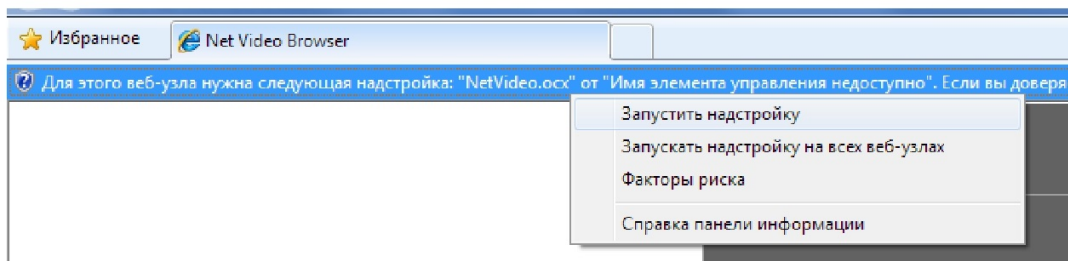 Избранное
Net Video Browser
Для этого веб-узла нужна следующая надстройка: "NetVideo.ocx" от "Имя элемента управления недоступно". Если вы доверя
Запустить надстройку
Запускать надстройку на всех веб-узлах
Факторы риска
Справка панели информации